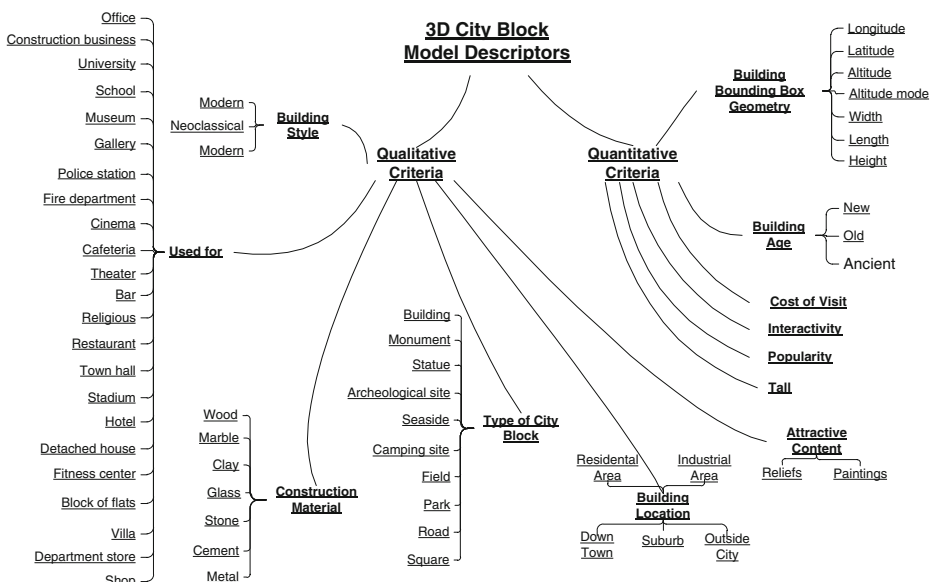 3D City Block
Model Descriptors
Qualitative
Criteria
Quantitative
Criteria
Building
Style
Modern
Neoclassical
Modern
Used for
Office
Construction business
University
School
Museum
Gallery
Police station
Fire department
Cinema
Cafeteria
Theater
Bar
Religious
Restaurant
Town hall
Stadium
Hotel
Detached house
Fitness center
Block of flats
Villa
Department store
Shop
Construction
Material
Wood
Marble
Clay
Glass
Stone
Cement
Metal
Type of City
Block
Building
Monument
Statue
Archeological site
Seaside
Camping site
Field
Park
Road
Square
Building
Location
Residental
Area
Industrial
Area
Down
Town
Suburb
Outside
City
Attractive
Content
Reliefs
Paintings
Building
Bounding Box
Geometry
Longitude
Latitude
Altitude
Altitude mode
Width
Length
Height
Building
Age
New
Old
Ancient
Cost of Visit
Interactivity
Popularity
Tall